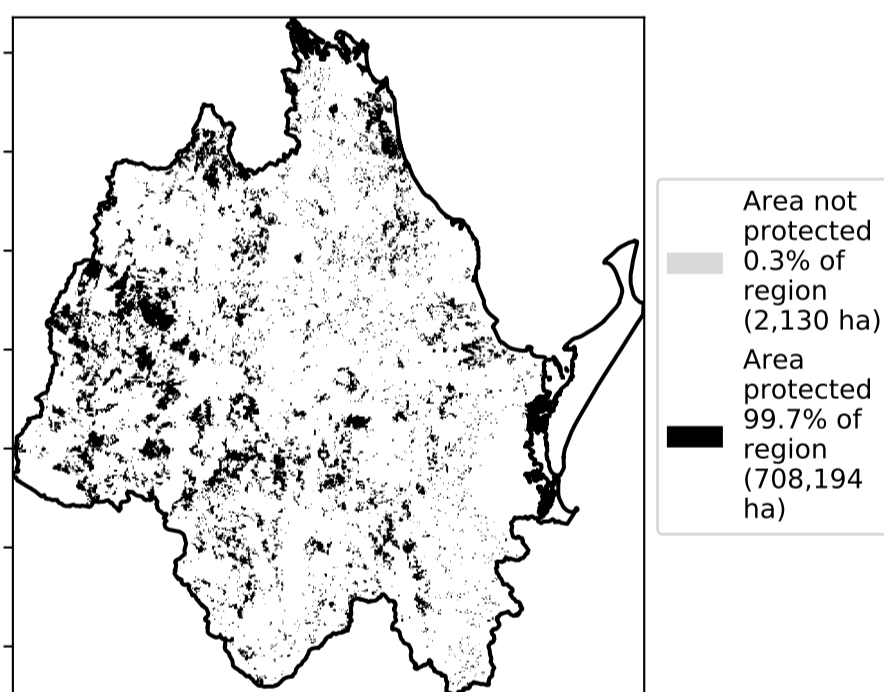 Area not
protected
0.3% of
region
(2,130 ha)
Area
protected
99.7% of
region
(708,194
ha)